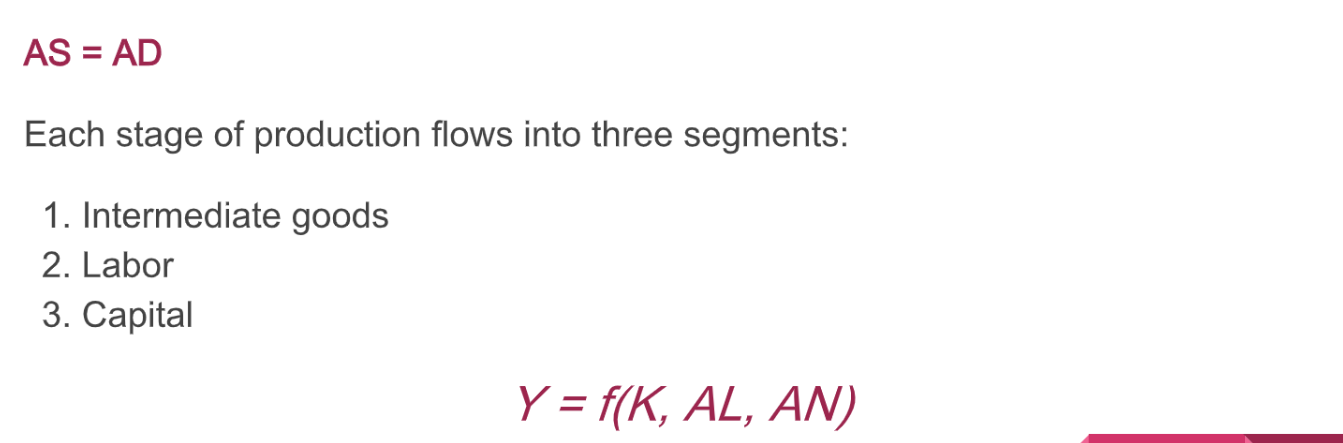 AS = AD
Each stage of production flows into three segments:
1. Intermediate goods
2. Labor
3. Capital
Y = f(K, AL, AN)